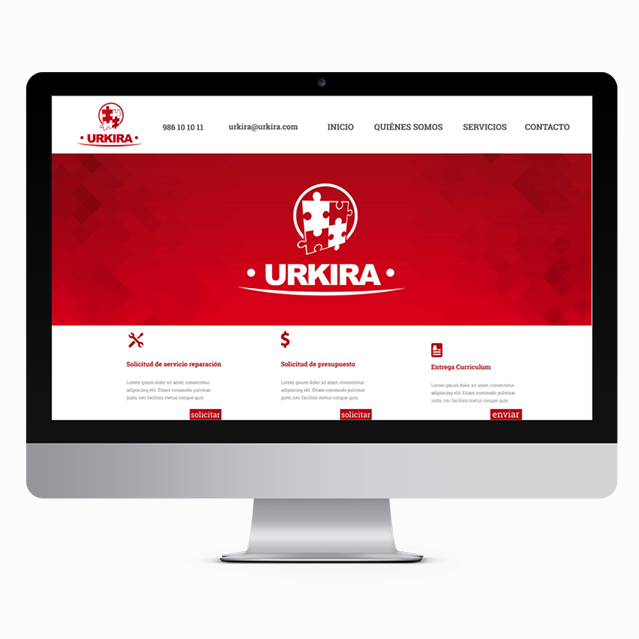 · URKIRA ·
986 10 10 11
urkira@urkira.com
INICIO
QUIÉNES SOMOS
SERVICIOS
CONTACTO
· URKIRA ·
Solicitud de servicio reparación
Lorem ipsum dolor sit amet, consectetur
adipiscing elit. Etiam commodo pulvinar
justo, nec facilisis metus congue quis.
solicitar
Solicitud de presupuesto
Lorem ipsum dolor sit amet, consectetur
adipiscing elit. Etiam commodo pulvinar
justo, nec facilisis metus congue quis.
solicitar
Entrega Curriculum
Lorem ipsum dolor sit amet, consectetur
adipiscing elit. Etiam commodo pulvinar
justo, nec facilisis metus congue quis.
enviar